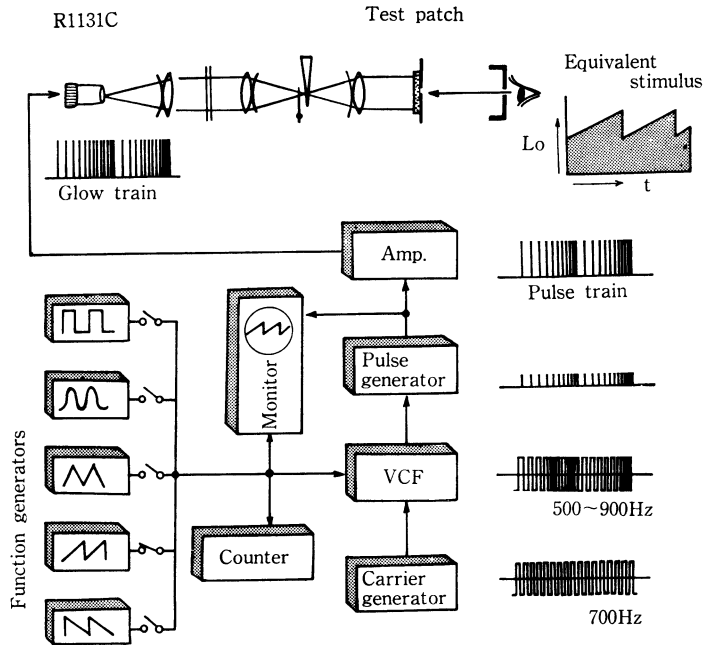 R1131C
Test patch
Equivalent
stimulus
Lo
t
Glow train
Amp.
Pulse train
Monitor
Pulse
generator
Function generators
VCF
500~900Hz
Counter
Carrier
generator
700Hz